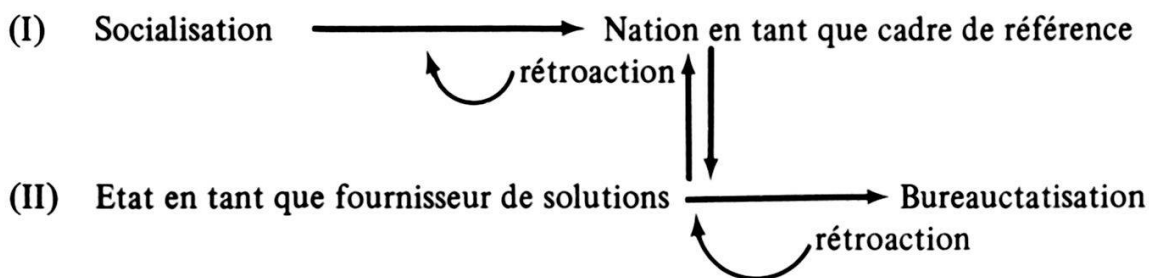 (I) Socialisation Nation en tant que cadre de référence
rétroaction
(II) Etat en tant que fournisseur de solutions Bureauctatisation
rétroaction